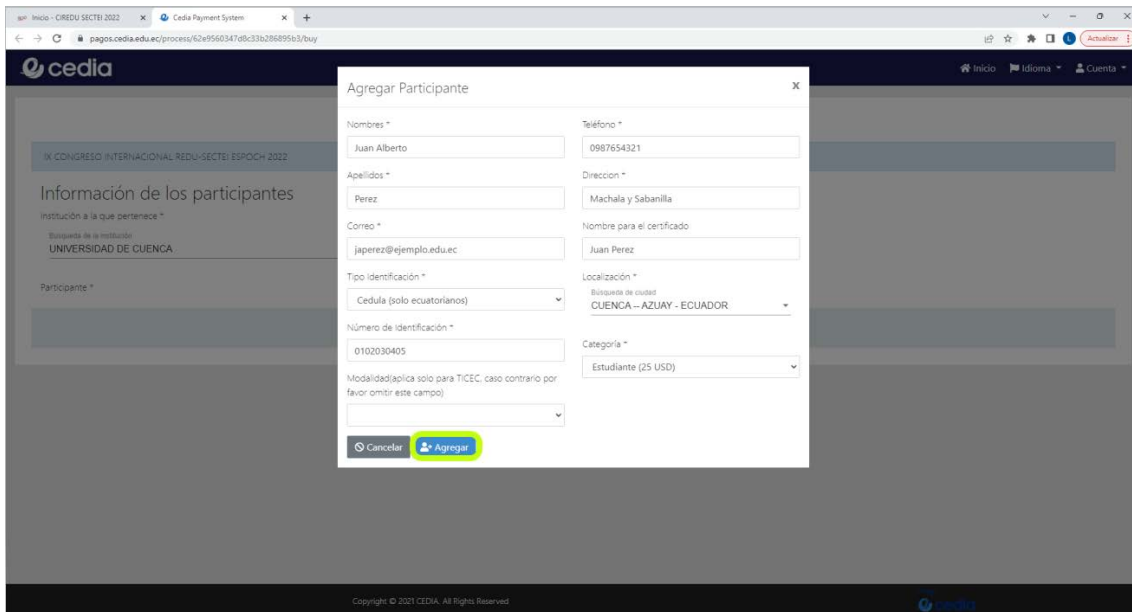 Inicio - CIREDU SECTEI 2022
Cedia Payment System
pagos.cedia.edu.ec/process/62e9560347d8c33b286895b3/buy
Actualizar
cedia
Inicio Idioma Cuenta
IX CONGRESO INTERNACIONAL REDU-SECTEI ESPOCH 2022
Información de los participantes
Institución a la que pertenece *
Búsqueda de la institución
UNIVERSIDAD DE CUENCA
Participante *
Agregar Participante
X
Nombres *
Juan Alberto
Apellidos *
Perez
Correo *
japerez@ejemplo.edu.ec
Tipo Identificación *
Cedula (solo ecuatorianos)
Número de Identificación *
0102030405
Modalidad(aplica solo para TICEC, caso contrario por
favor omitir este campo)
Teléfono *
0987654321
Direccion *
Machala y Sabanilla
Nombre para el certificado
Juan Perez
Localización *
Búsqueda de ciudad
CUENCA -- AZUAY - ECUADOR
Categoría *
Estudiante (25 USD)
Cancelar Agregar
Copyright © 2021 CEDIA. All Rights Reserved
cedia